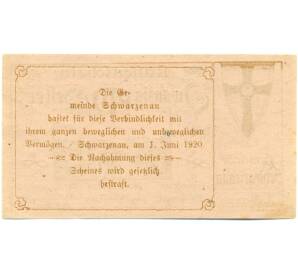 Die Ge-
meinde Schwarzenau
haftet für diese Verbindlichkeit mit
ihrem ganzen beweglichen und unbeweglichen
Vermögen. / Schwarzenau, am 1. Juni 1920
Die Nachahmung dieses
Scheines wird gesetzlich
bestraft.